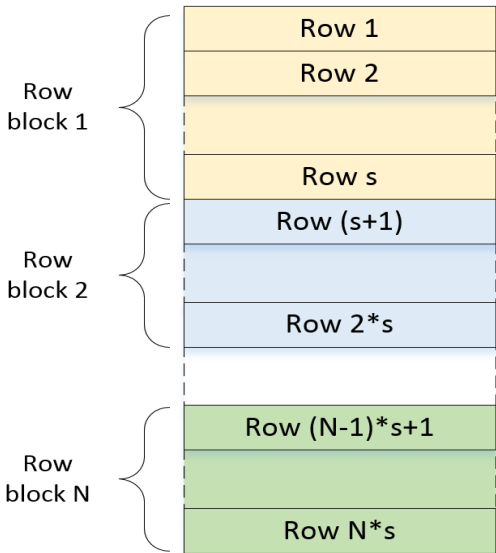 Row 1
Row 2
Row
block 1
Row s
Row (s+1)
Row
block 2
Row 2*s
Row (N-1)*s+1
Row
block N
Row N*s